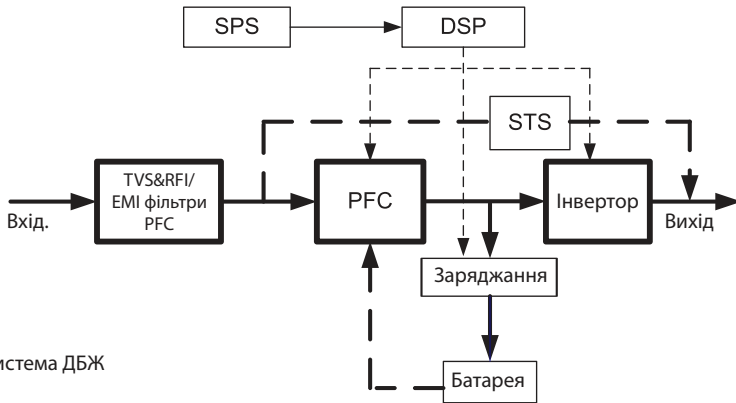 SPS
DSP
STS
TVS&RFI/
EMI фільтри
PFC
PFC
Інвертор
Вхід.
Вихід
Заряджання
истема ДБЖ
Батарея